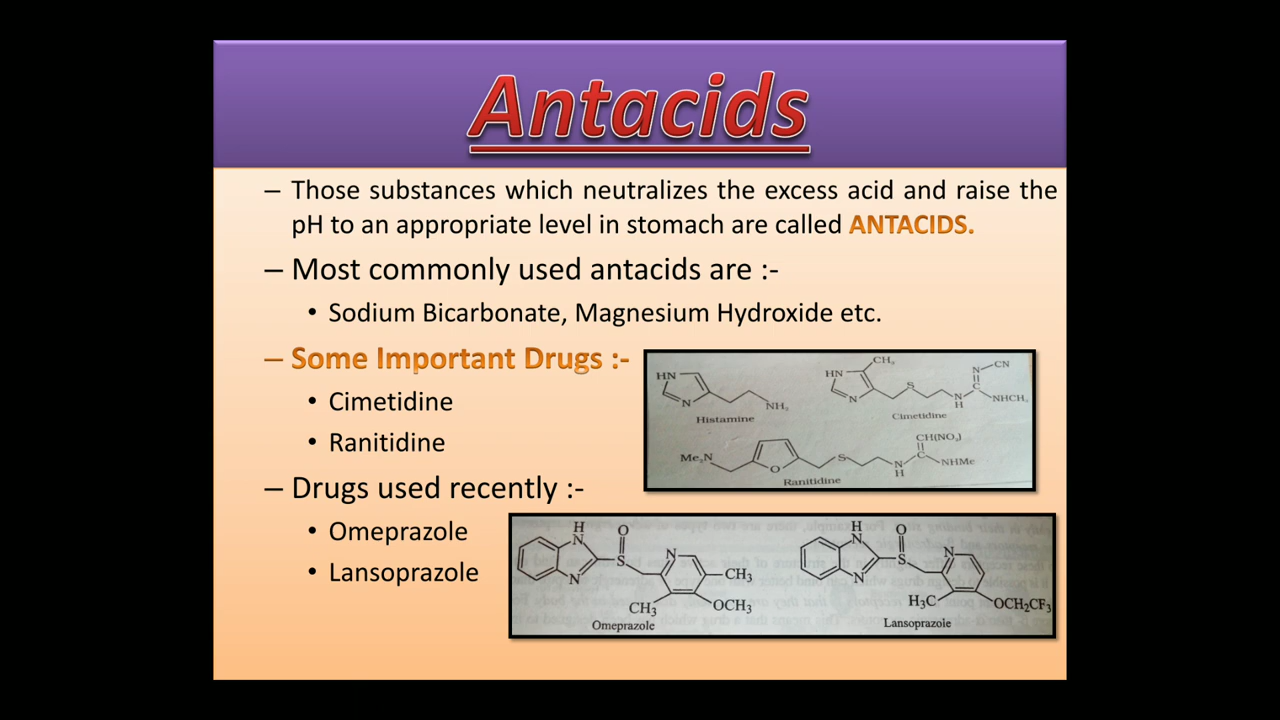 Antacids
– Those substances which neutralizes the excess acid and raise the
pH to an appropriate level in stomach are called ANTACIDS.
– Most commonly used antacids are :-
• Sodium Bicarbonate, Magnesium Hydroxide etc.
– Some Important Drugs :-
• Cimetidine
• Ranitidine
– Drugs used recently :-
• Omeprazole
• Lansoprazole
HN
N
NH₂
Histamine
CH₃
HN
N
S
N
H
C
N
CN
NHCH₃
Cimetidine
Me₂N
O
S
N
H
C
CH(NO₂)
NHMe
Ranitidine
H
N
N
S
O
N
CH₃
CH₃
OCH₃
Omeprazole
H
N
N
S
O
N
H₃C
OCH₂CF₃
Lansoprazole